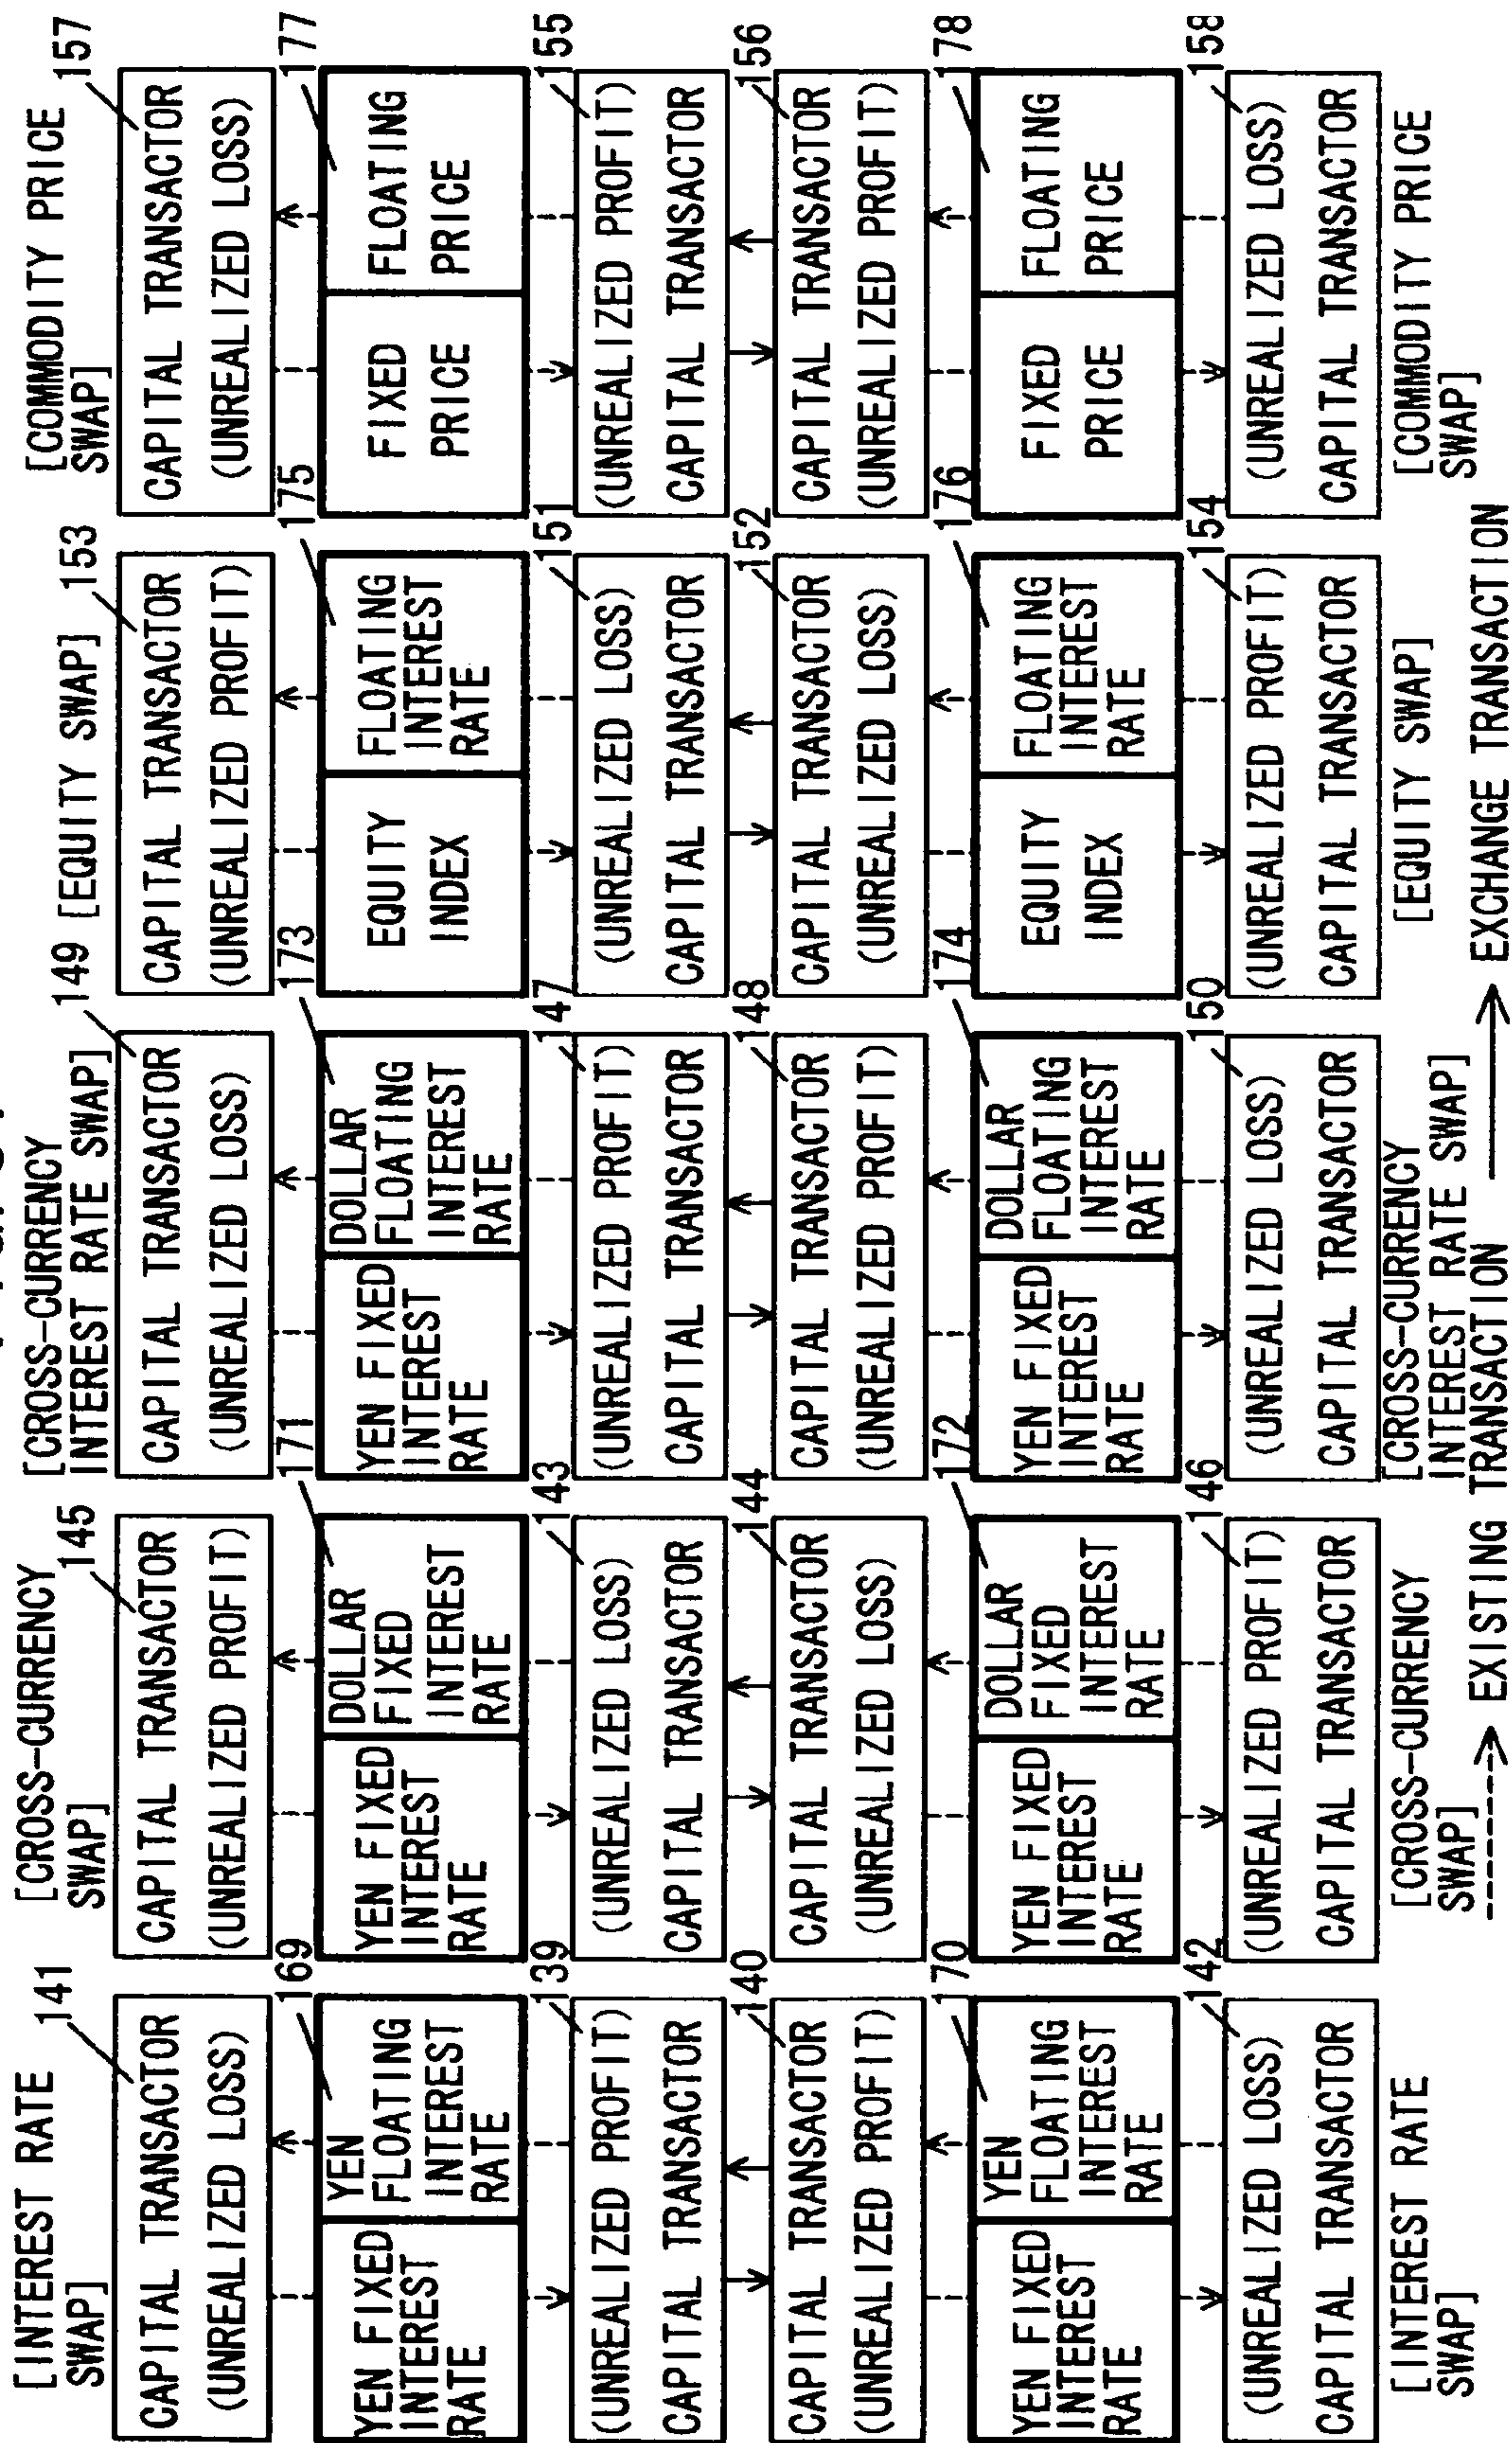 [INTEREST RATE
SWAP]
141
CAPITAL TRANSACTOR
(UNREALIZED LOSS)
169
YEN FIXED
INTEREST
RATE
YEN
FLOATING
INTEREST
RATE
139
(UNREALIZED PROFIT)
CAPITAL TRANSACTOR
140
CAPITAL TRANSACTOR
(UNREALIZED PROFIT)
170
YEN FIXED
INTEREST
RATE
YEN
FLOATING
INTEREST
RATE
142
(UNREALIZED LOSS)
CAPITAL TRANSACTOR
[INTEREST RATE
SWAP]
[CROSS-CURRENCY
SWAP]
145
CAPITAL TRANSACTOR
(UNREALIZED PROFIT)
171
YEN FIXED
INTEREST
RATE
DOLLAR
FIXED
INTEREST
RATE
143
(UNREALIZED LOSS)
CAPITAL TRANSACTOR
144
CAPITAL TRANSACTOR
(UNREALIZED LOSS)
172
YEN FIXED
INTEREST
RATE
DOLLAR
FIXED
INTEREST
RATE
146
(UNREALIZED PROFIT)
CAPITAL TRANSACTOR
[CROSS-CURRENCY
SWAP]
[CROSS-CURRENCY
INTEREST RATE SWAP]
149
CAPITAL TRANSACTOR
(UNREALIZED LOSS)
173
YEN FIXED
INTEREST
RATE
DOLLAR
FLOATING
INTEREST
RATE
147
(UNREALIZED PROFIT)
CAPITAL TRANSACTOR
148
CAPITAL TRANSACTOR
(UNREALIZED PROFIT)
174
YEN FIXED
INTEREST
RATE
DOLLAR
FLOATING
INTEREST
RATE
150
(UNREALIZED LOSS)
CAPITAL TRANSACTOR
[CROSS-CURRENCY
INTEREST RATE SWAP]
[EQUITY SWAP]
153
CAPITAL TRANSACTOR
(UNREALIZED PROFIT)
175
EQUITY
INDEX
FLOATING
INTEREST
RATE
151
(UNREALIZED LOSS)
CAPITAL TRANSACTOR
152
CAPITAL TRANSACTOR
(UNREALIZED LOSS)
176
EQUITY
INDEX
FLOATING
INTEREST
RATE
154
(UNREALIZED PROFIT)
CAPITAL TRANSACTOR
[EQUITY SWAP]
[COMMODITY PRICE
SWAP]
157
CAPITAL TRANSACTOR
(UNREALIZED LOSS)
177
FIXED
PRICE
FLOATING
PRICE
155
(UNREALIZED PROFIT)
CAPITAL TRANSACTOR
156
CAPITAL TRANSACTOR
(UNREALIZED PROFIT)
178
FIXED
PRICE
FLOATING
PRICE
158
(UNREALIZED LOSS)
CAPITAL TRANSACTOR
[COMMODITY PRICE
SWAP]
EXISTING TRANSACTION
EXCHANGE TRANSACTION